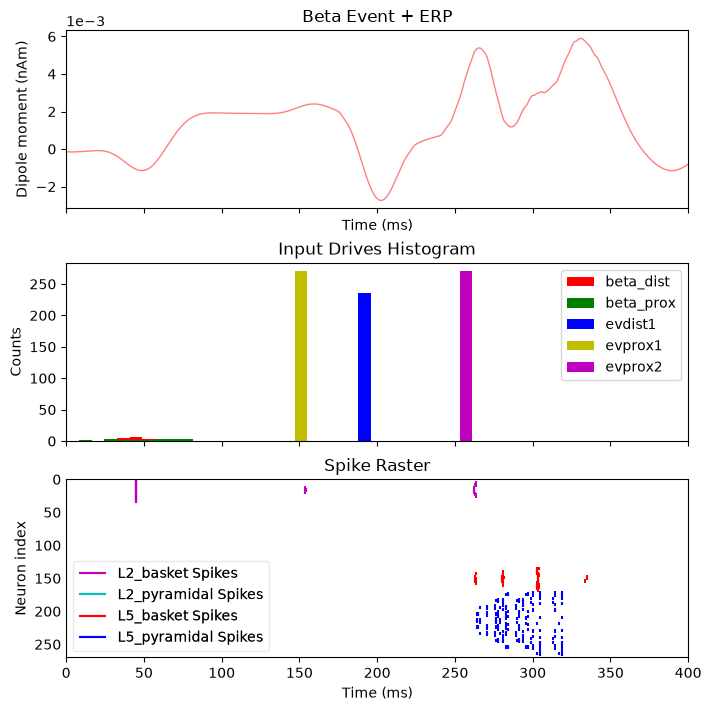 Beta Event + ERP
1e−3
Dipole moment (nAm)
6
4
2
0
−2
Time (ms)
Input Drives Histogram
Counts
250
200
150
100
50
0
beta_dist
beta_prox
evdist1
evprox1
evprox2
Spike Raster
Neuron index
0
50
100
150
200
250
L2_basket Spikes
L2_pyramidal Spikes
L5_basket Spikes
L5_pyramidal Spikes
0 50 100 150 200 250 300 350 400
Time (ms)